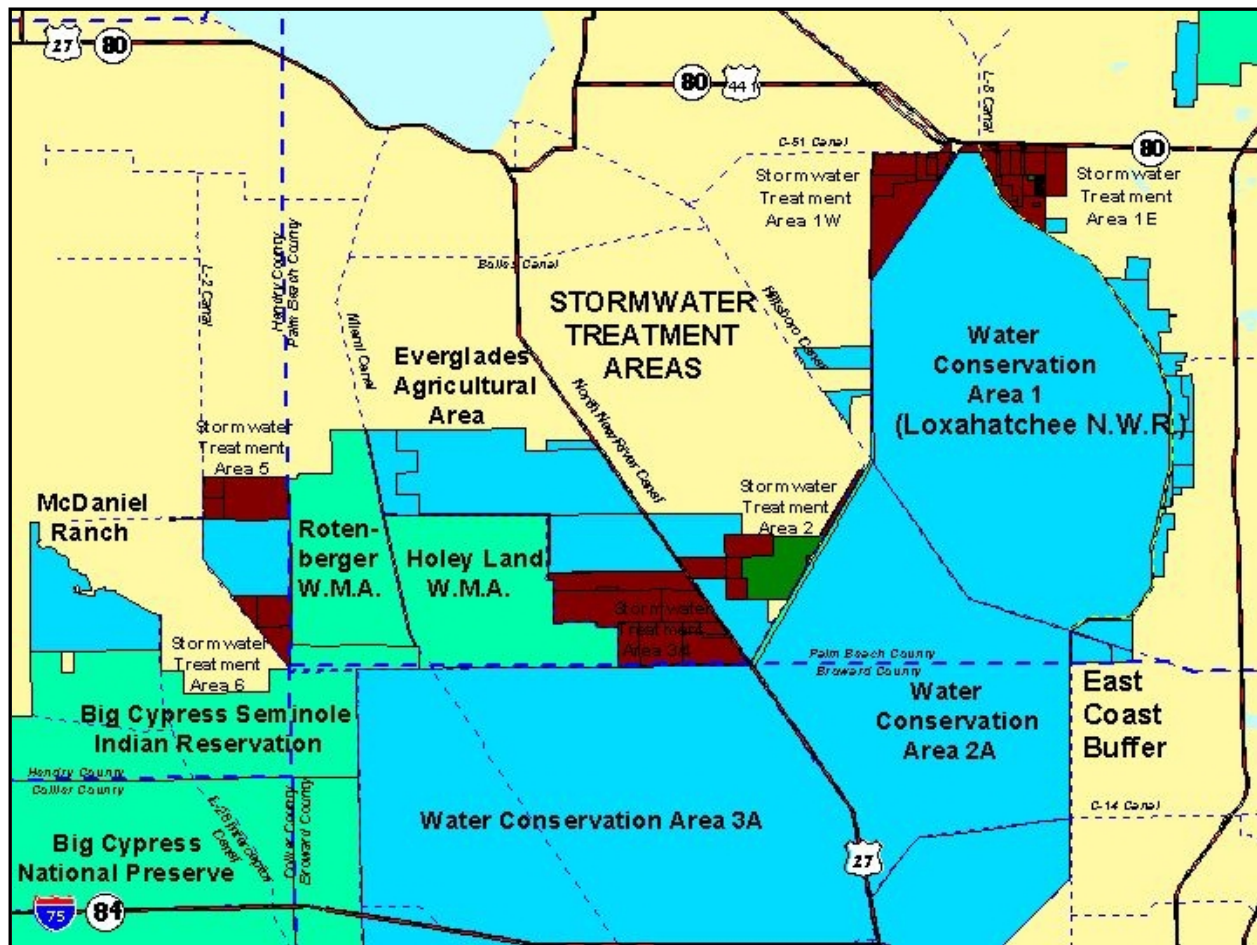 27
80
80
441
L-8 Canal
C-51 Canal
80
Stormwater
Treatment
Area 1W
Stormwater
Treatment
Area 1E
L-2 Canal
Hendry County
Palm Beach County
Miami Canal
Bolles Canal
Hillsboro Canal
STORMWATER
TREATMENT
AREAS
Everglades
Agricultural
Area
North New River Canal
Water
Conservation
Area 1
(Loxahatchee N.W.R.)
Stormwater
Treatment
Area 5
McDaniel
Ranch
Roten-
berger
W.M.A.
Holey Land
W.M.A.
Stormwater
Treatment
Area 2
Stormwater
Treatment
Area 3/4
Stormwater
Treatment
Area 6
Palm Beach County
Broward County
Big Cypress Seminole
Indian Reservation
Water
Conservation
Area 2A
East
Coast
Buffer
Hendry County
Collier County
L-28 Interceptor
Canal
Collier County
Broward County
Water Conservation Area 3A
C-14 Canal
Big Cypress
National Preserve
27
75
84